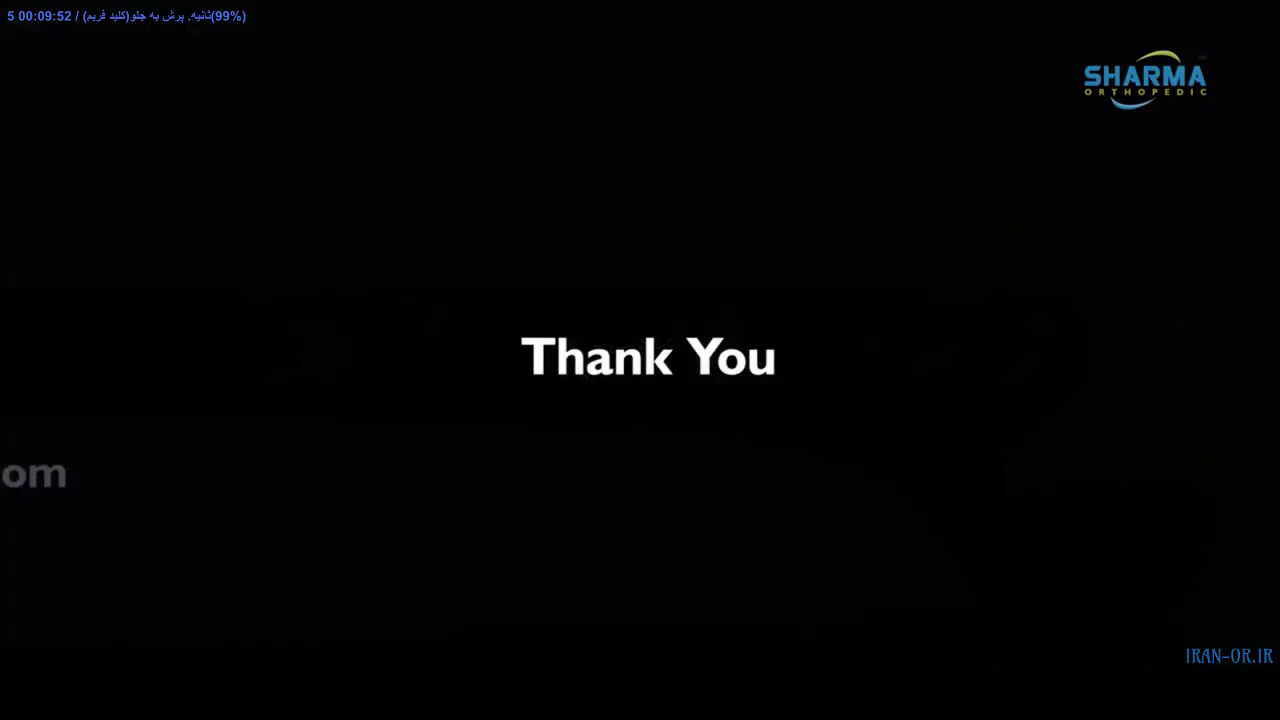 5 00:09:52 / ثانیه. پرش به جلو(کلید فریم)(99%)
SHARMA
ORTHOPEDIC
Thank You
om
IRAN-OR.IR